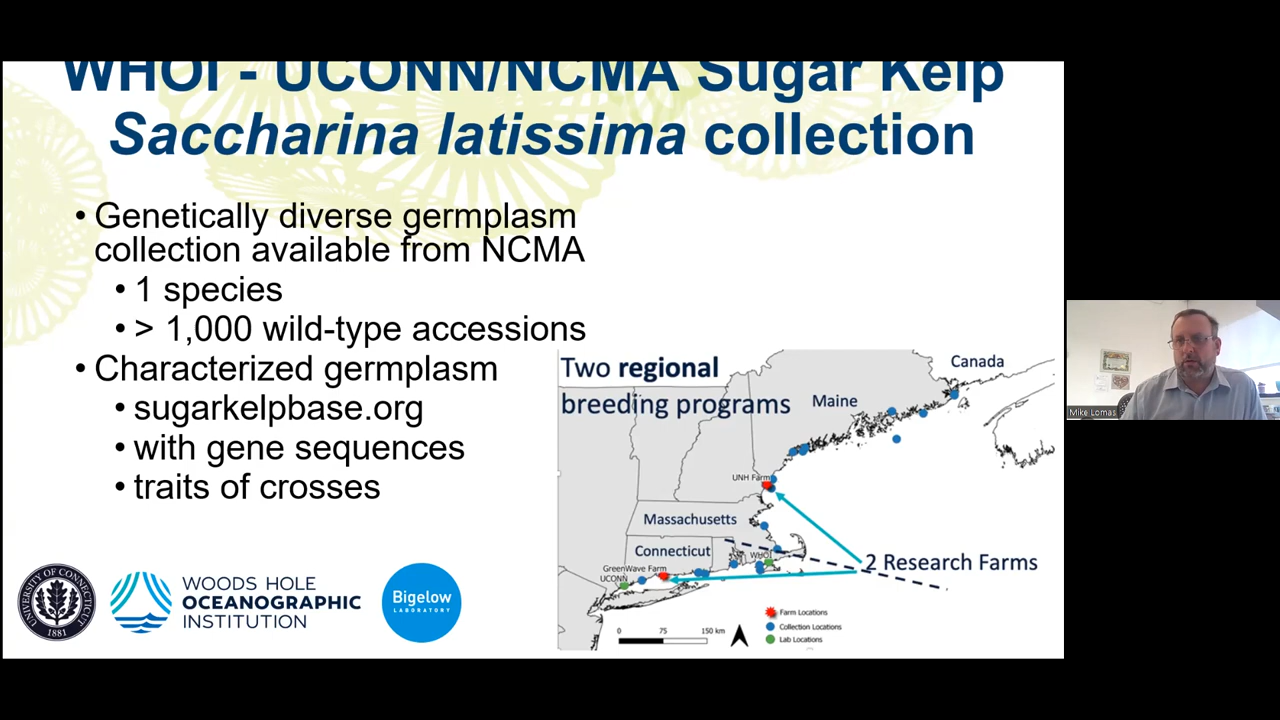 WHOI - UCONN/NCMA Sugar Kelp
Saccharina latissima collection
• Genetically diverse germplasm
collection available from NCMA
• 1 species
• > 1,000 wild-type accessions
• Characterized germplasm
• sugarkelpbase.org
• with gene sequences
• traits of crosses
Two regional
breeding programs
Canada
Maine
UNH Farm
Massachusetts
Connecticut
WHOI
GreenWave Farm
UCONN
2 Research Farms
Farm Locations
Collection Locations
Lab Locations
0 75 150 km
UNIVERSITY OF CONNECTICUT
1881
WOODS HOLE
OCEANOGRAPHIC
INSTITUTION
Bigelow
LABORATORY
Mike Lomas